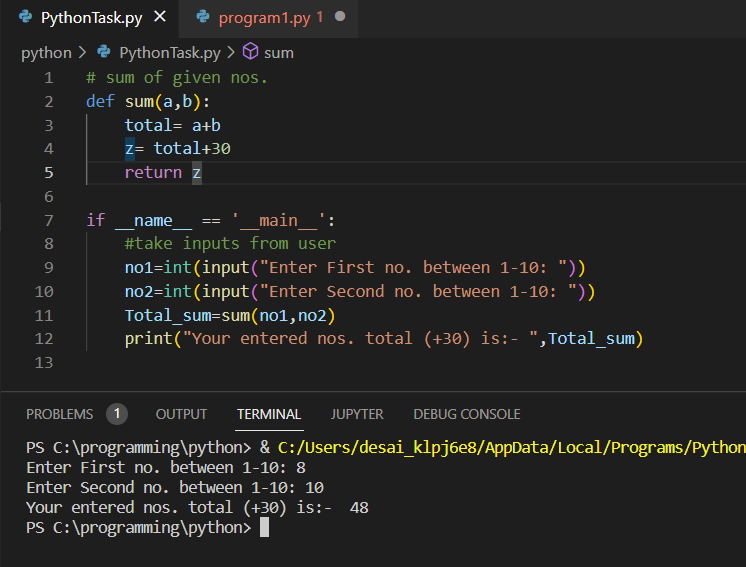 PythonTask.py × program1.py 1 ●
python > PythonTask.py > sum
1 # sum of given nos.
2 def sum(a,b):
3     total= a+b
4     z= total+30
5     return z
6
7 if __name__ == '__main__':
8     #take inputs from user
9     no1=int(input("Enter First no. between 1-10: "))
10     no2=int(input("Enter Second no. between 1-10: "))
11     Total_sum=sum(no1,no2)
12     print("Your entered nos. total (+30) is:- ",Total_sum)
13
PROBLEMS 1 OUTPUT TERMINAL JUPYTER DEBUG CONSOLE
PS C:\programming\python> & C:/Users/desai_klpj6e8/AppData/Local/Programs/Python
Enter First no. between 1-10: 8
Enter Second no. between 1-10: 10
Your entered nos. total (+30) is:-  48
PS C:\programming\python>